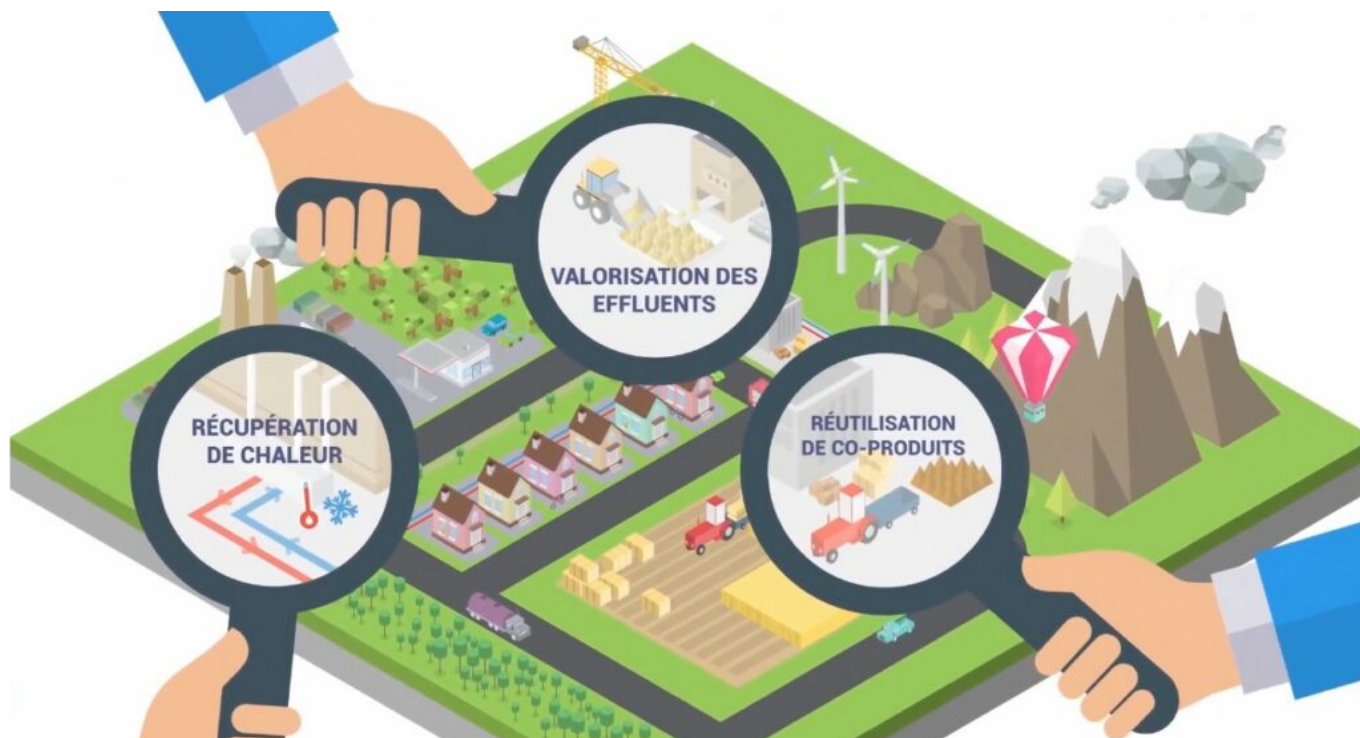 VALORISATION DES
EFFLUENTS
RÉCUPÉRATION
DE CHALEUR
RÉUTILISATION
DE CO-PRODUITS